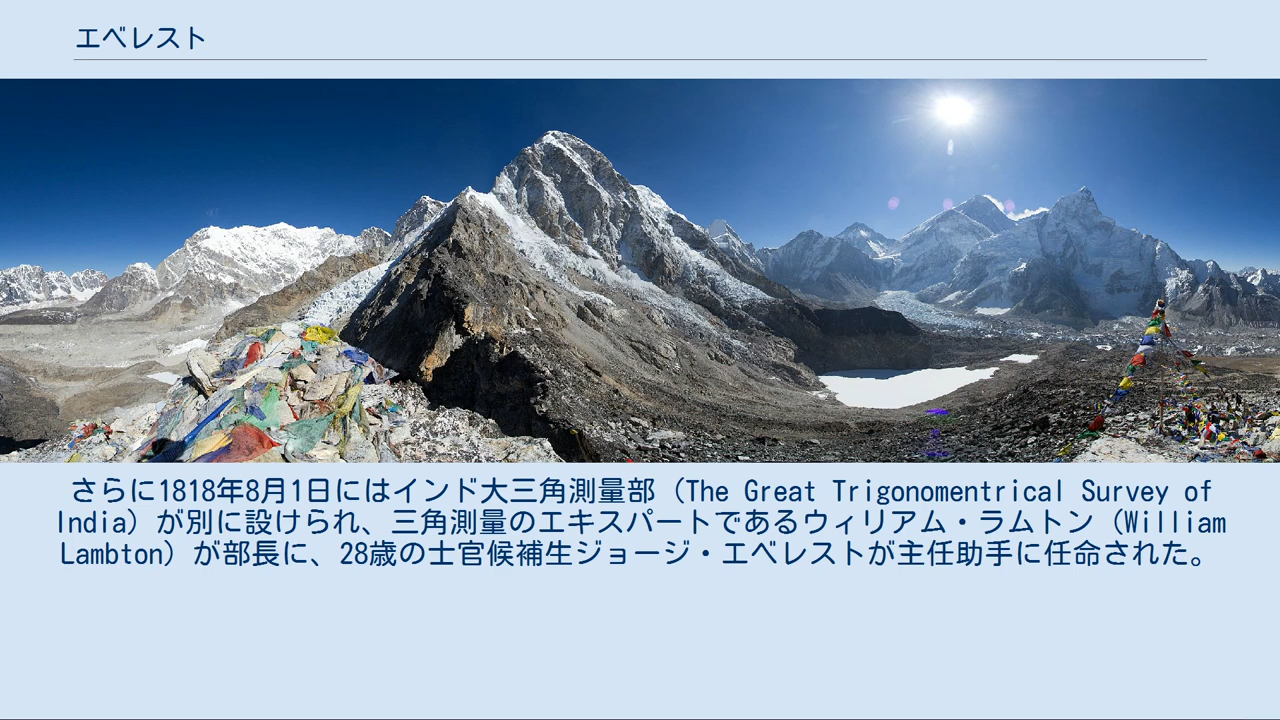 エベレスト
さらに1818年8月1日にはインド大三角測量部（The Great Trigonomentrical Survey of
India）が別に設けられ、三角測量のエキスパートであるウィリアム・ラムトン（William
Lambton）が部長に、28歳の士官候補生ジョージ・エベレストが主任助手に任命された。